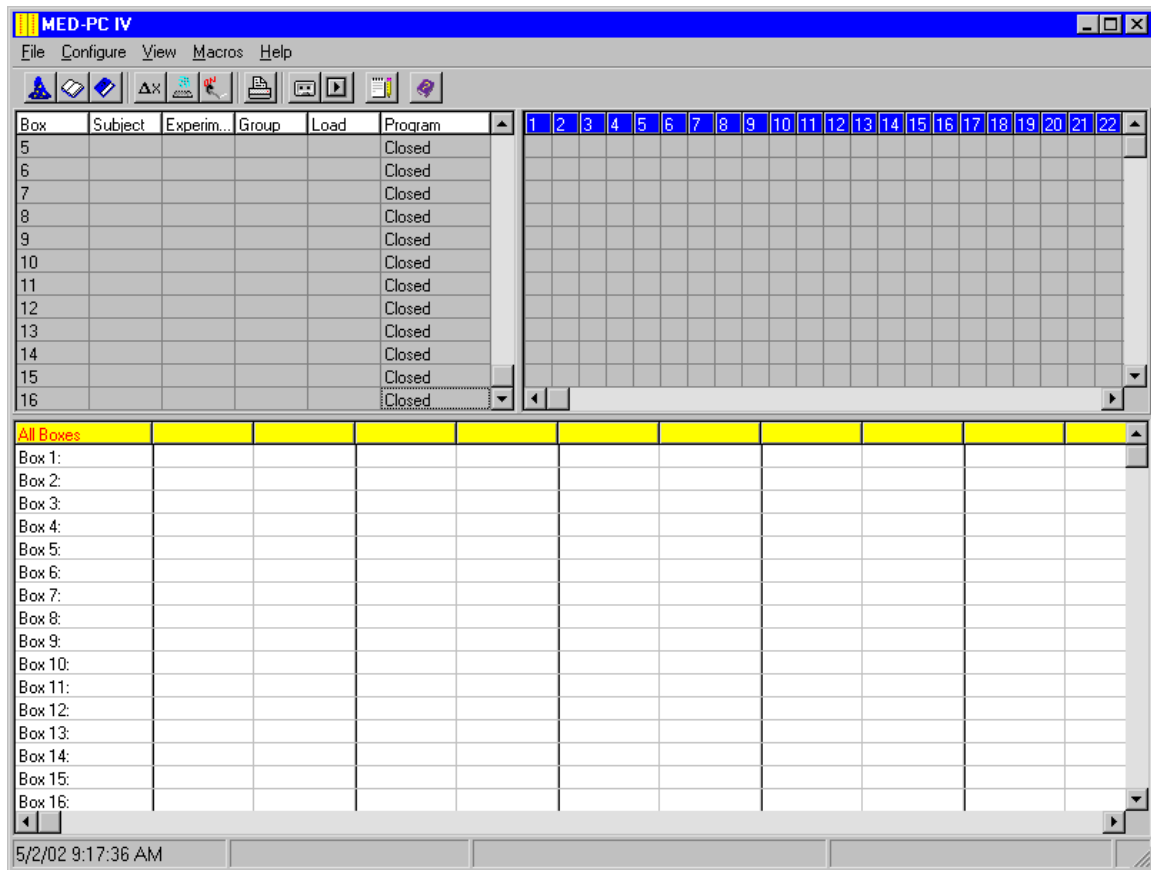 MED-PC IV
File Configure View Macros Help
Δx
Box Subject Experim... Group Load Program
1 2 3 4 5 6 7 8 9 10 11 12 13 14 15 16 17 18 19 20 21 22
5 Closed
6 Closed
7 Closed
8 Closed
9 Closed
10 Closed
11 Closed
12 Closed
13 Closed
14 Closed
15 Closed
16 Closed
All Boxes
Box 1:
Box 2:
Box 3:
Box 4:
Box 5:
Box 6:
Box 7:
Box 8:
Box 9:
Box 10:
Box 11:
Box 12:
Box 13:
Box 14:
Box 15:
Box 16:
5/2/02 9:17:36 AM